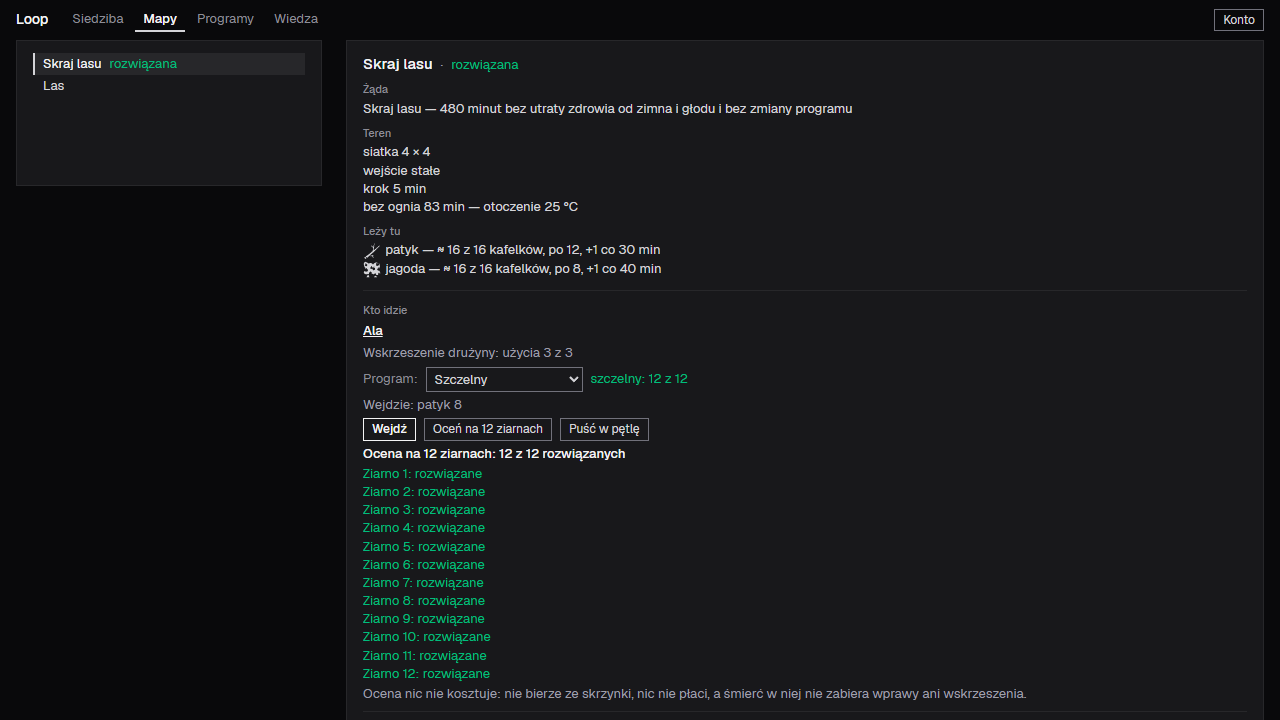 Loop Siedziba Mapy Programy Wiedza Konto
Skraj lasu rozwiązana
Las
Skraj lasu · rozwiązana
Żąda
Skraj lasu — 480 minut bez utraty zdrowia od zimna i głodu i bez zmiany programu
Teren
siatka 4 × 4
wejście stałe
krok 5 min
bez ognia 83 min — otoczenie 25 °C
Leży tu
patyk — ≈ 16 z 16 kafelków, po 12, +1 co 30 min
jagoda — ≈ 16 z 16 kafelków, po 8, +1 co 40 min
Kto idzie
Ala
Wskrzeszenie drużyny: użycia 3 z 3
Program: Szczelny szczelny: 12 z 12
Wejdzie: patyk 8
Wejdź Oceń na 12 ziarnach Puść w pętlę
Ocena na 12 ziarnach: 12 z 12 rozwiązanych
Ziarno 1: rozwiązane
Ziarno 2: rozwiązane
Ziarno 3: rozwiązane
Ziarno 4: rozwiązane
Ziarno 5: rozwiązane
Ziarno 6: rozwiązane
Ziarno 7: rozwiązane
Ziarno 8: rozwiązane
Ziarno 9: rozwiązane
Ziarno 10: rozwiązane
Ziarno 11: rozwiązane
Ziarno 12: rozwiązane
Ocena nic nie kosztuje: nie bierze ze skrzynki, nic nie płaci, a śmierć w niej nie zabiera wprawy ani wskrzeszenia.